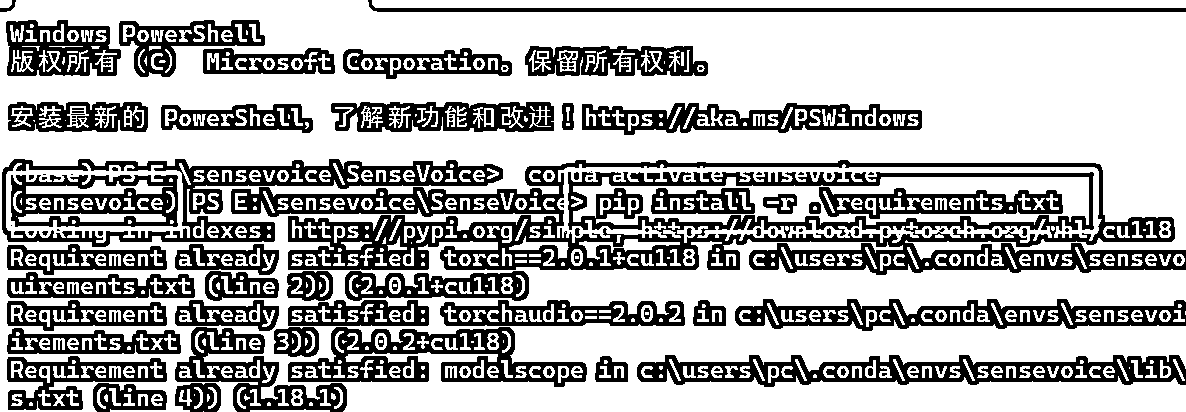 Windows PowerShell
版权所有 (C) Microsoft Corporation。保留所有权利。
安装最新的 PowerShell，了解新功能和改进！https://aka.ms/PSWindows
(base) PS E:\sensevoice\SenseVoice>  conda activate sensevoice
(sensevoice) PS E:\sensevoice\SenseVoice> pip install -r .\requirements.txt
Looking in indexes: https://pypi.org/simple, https://download.pytorch.org/whl/cu118
Requirement already satisfied: torch==2.0.1+cu118 in c:\users\pc\.conda\envs\sensevo
uirements.txt (line 2)) (2.0.1+cu118)
Requirement already satisfied: torchaudio==2.0.2 in c:\users\pc\.conda\envs\sensevoi
irements.txt (line 3)) (2.0.2+cu118)
Requirement already satisfied: modelscope in c:\users\pc\.conda\envs\sensevoice\lib\
s.txt (line 4)) (1.18.1)